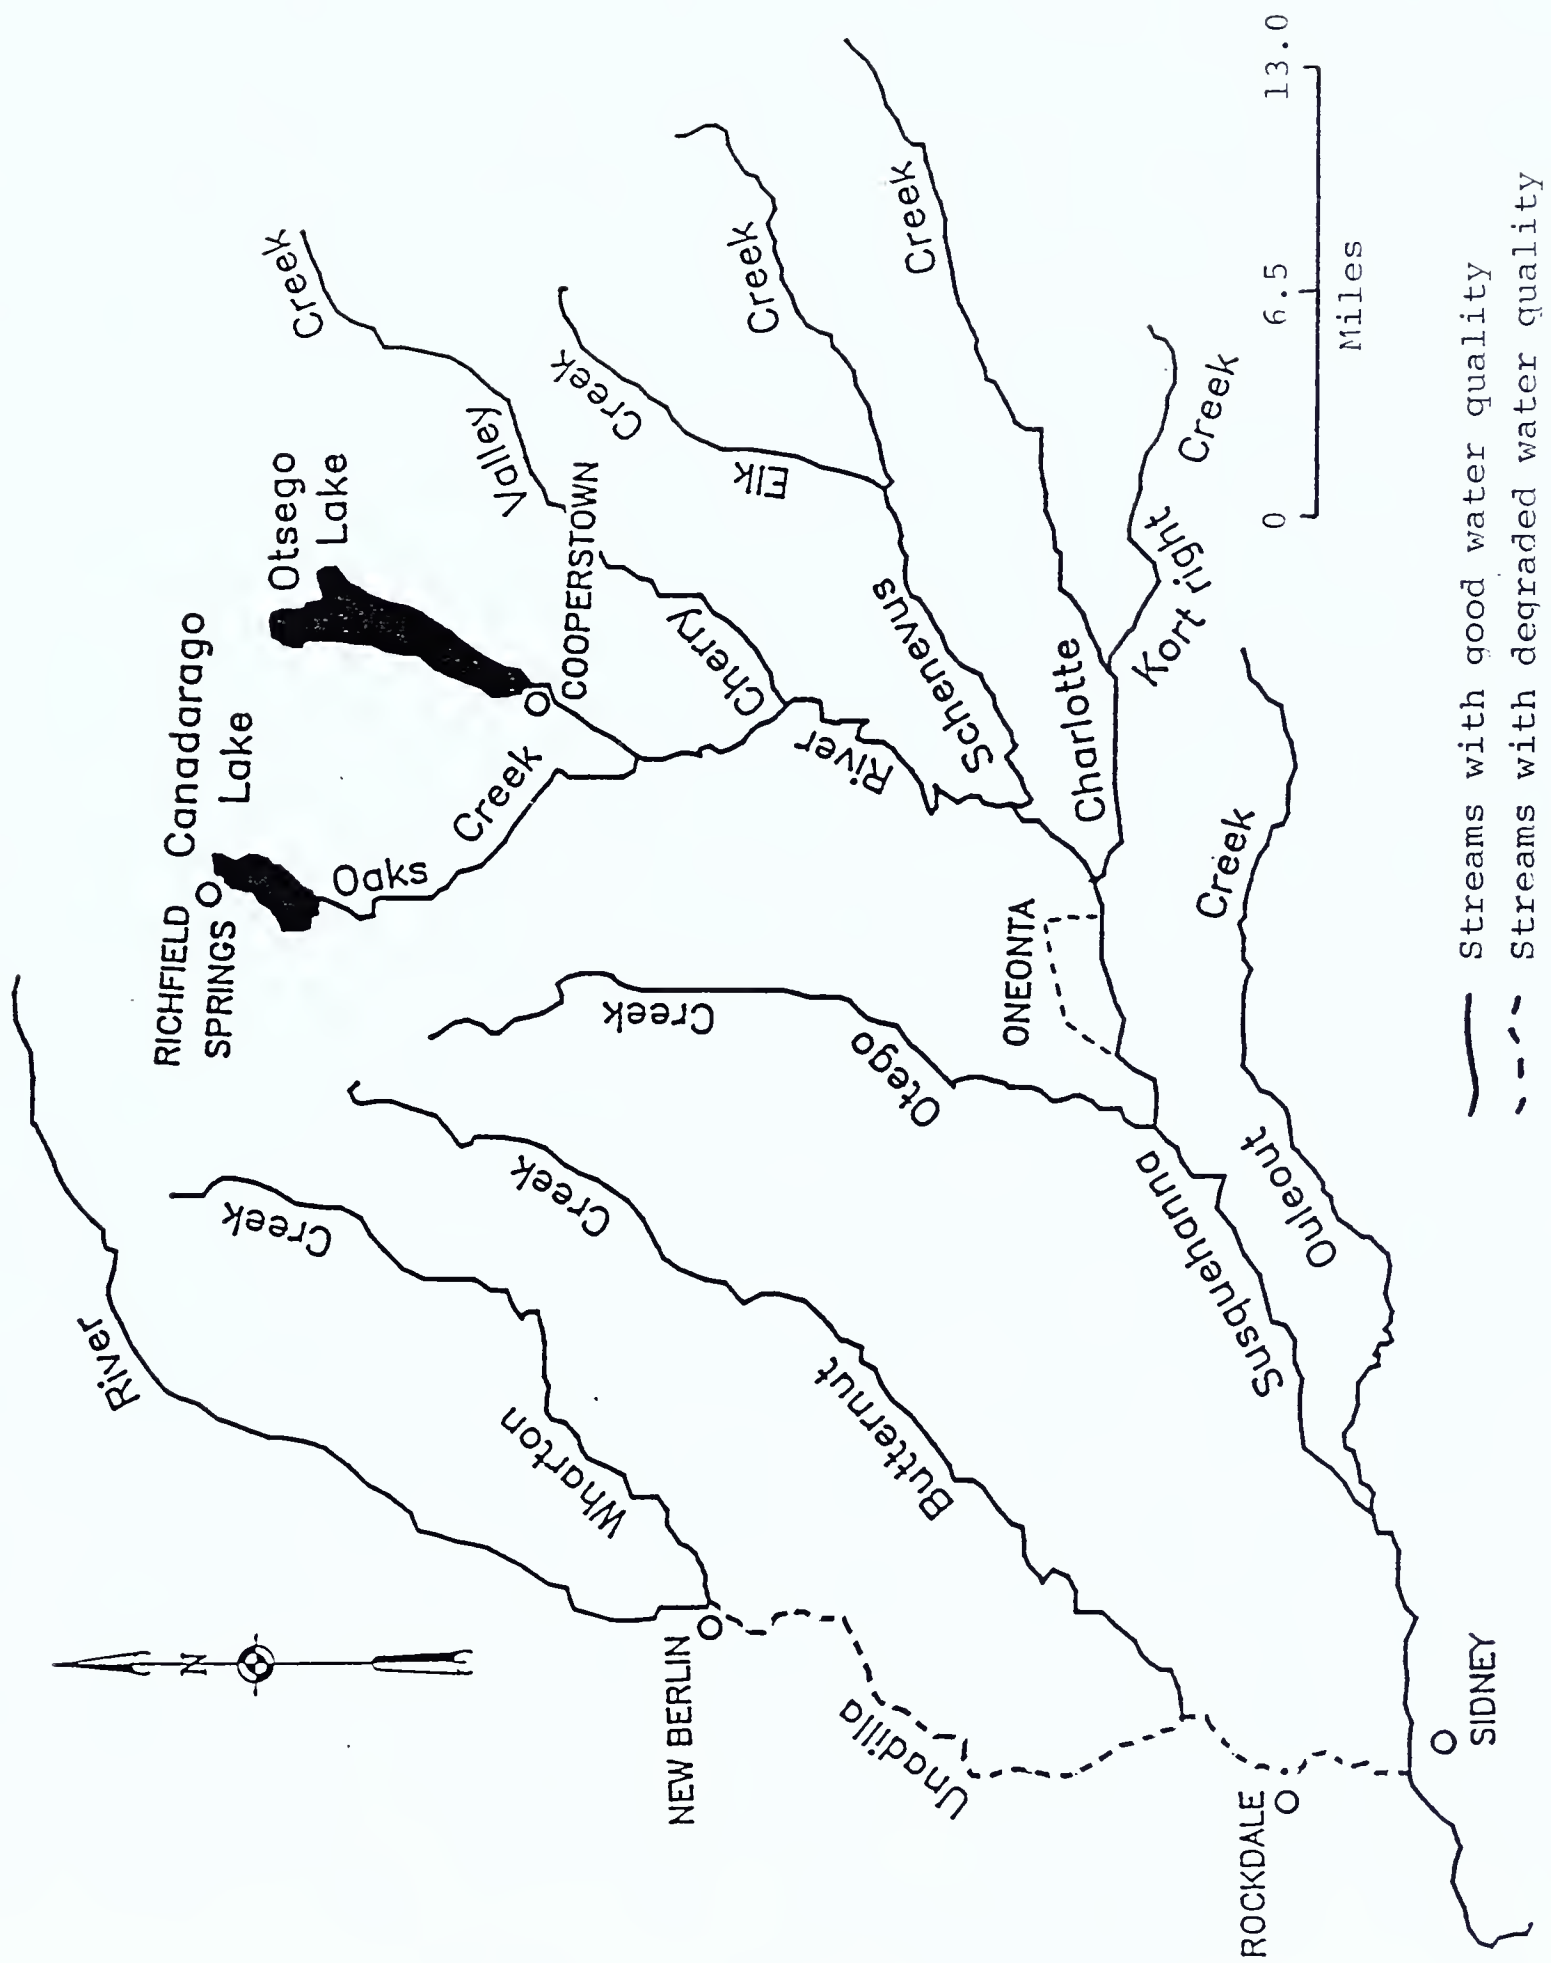 RICHFIELD
SPRINGS
Canadarago
Lake
Otsego
Lake
COOPERSTOWN
Oaks Creek
Cherry Valley Creek
Elk Creek
Schenevus Creek
Charlotte Creek
Kortright Creek
River
Susquehanna
ONEONTA
Otego Creek
Ouleout Creek
Butternut Creek
Wharton Creek
Unadilla River
NEW BERLIN
ROCKDALE
SIDNEY
N
0 6.5 13.0
Miles
Streams with good water quality
Streams with degraded water quality